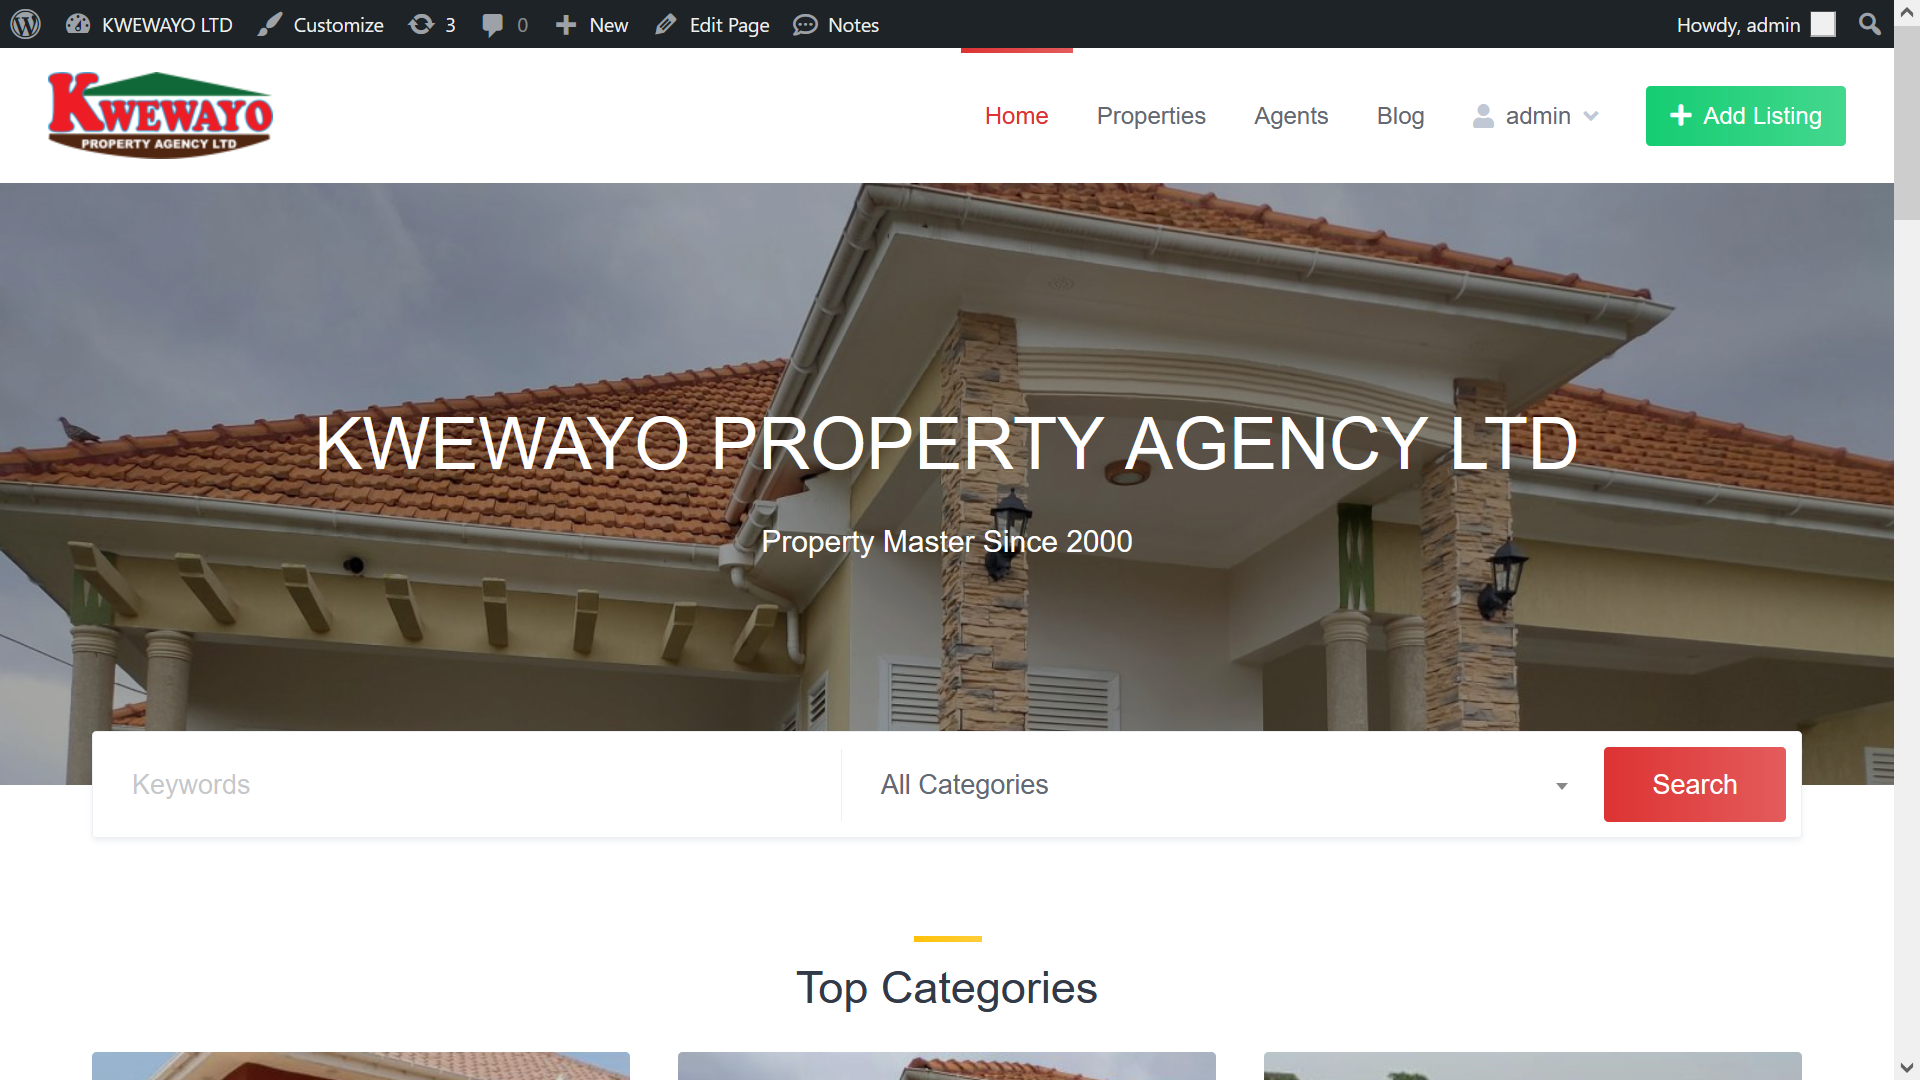 KWEWAYO LTD Customize 3 0 New Edit Page Notes Howdy, admin
KWEWAYO
PROPERTY AGENCY LTD
Home Properties Agents Blog admin Add Listing
KWEWAYO PROPERTY AGENCY LTD
Property Master Since 2000
Keywords All Categories Search
Top Categories